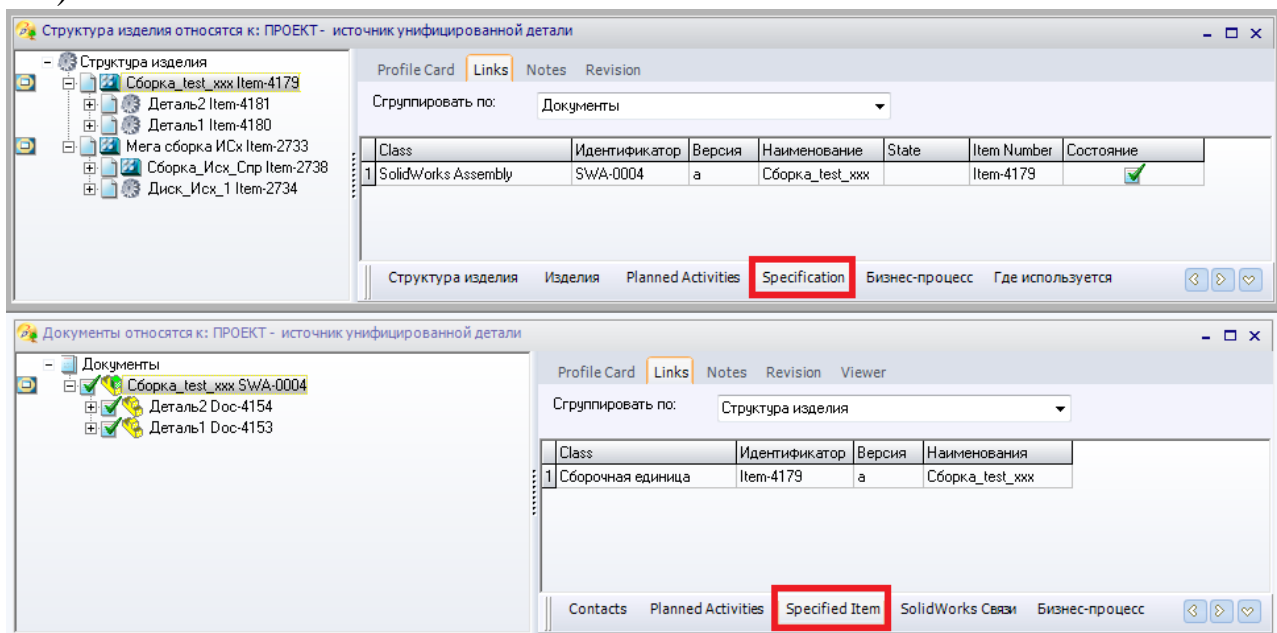 Структура изделия относятся к: ПРОЕКТ - источник унифицированной детали
Структура изделия
Сборка_test_xxx Item-4179
Деталь2 Item-4181
Деталь1 Item-4180
Мега сборка ИСх Item-2733
Сборка_Исх_Спр Item-2738
Диск_Исх_1 Item-2734
Profile Card Links Notes Revision
Сгруппировать по: Документы
Class Идентификатор Версия Наименование State Item Number Состояние
1 SolidWorks Assembly SWA-0004 a Сборка_test_xxx Item-4179
Структура изделия Изделия Planned Activities Specification Бизнес-процесс Где используется
Документы относятся к: ПРОЕКТ - источник унифицированной детали
Документы
Сборка_test_xxx SWA-0004
Деталь2 Doc-4154
Деталь1 Doc-4153
Profile Card Links Notes Revision Viewer
Сгруппировать по: Структура изделия
Class Идентификатор Версия Наименования
1 Сборочная единица Item-4179 a Сборка_test_xxx
Contacts Planned Activities Specified Item SolidWorks Связи Бизнес-процесс